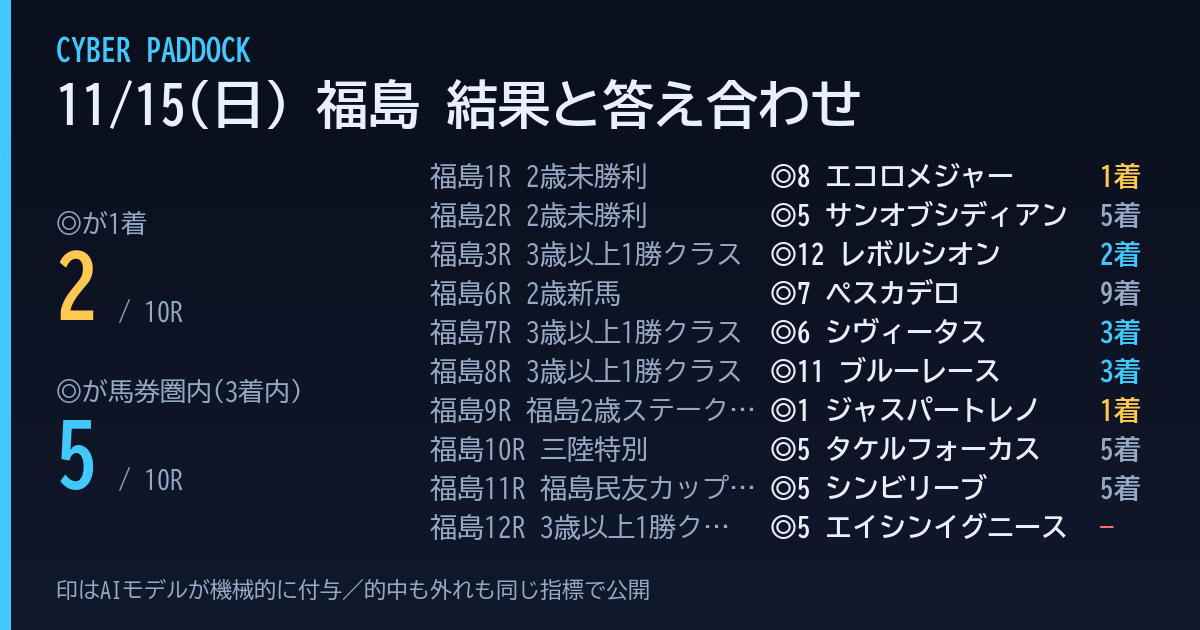 CYBER PADDOCK
11/15(日) 福島 結果と答え合わせ
◎が1着
2 / 10R
◎が馬券圏内(3着内)
5 / 10R
福島1R 2歳未勝利 ◎8 エコロメジャー 1着
福島2R 2歳未勝利 ◎5 サンオブシディアン 5着
福島3R 3歳以上1勝クラス ◎12 レボルシオン 2着
福島6R 2歳新馬 ◎7 ペスカデロ 9着
福島7R 3歳以上1勝クラス ◎6 シヴィータス 3着
福島8R 3歳以上1勝クラス ◎11 ブルーレース 3着
福島9R 福島2歳ステーク… ◎1 ジャスパートレノ 1着
福島10R 三陸特別 ◎5 タケルフォーカス 5着
福島11R 福島民友カップ… ◎5 シンビリーブ 5着
福島12R 3歳以上1勝ク… ◎5 エイシンイグニース –
印はAIモデルが機械的に付与／的中も外れも同じ指標で公開